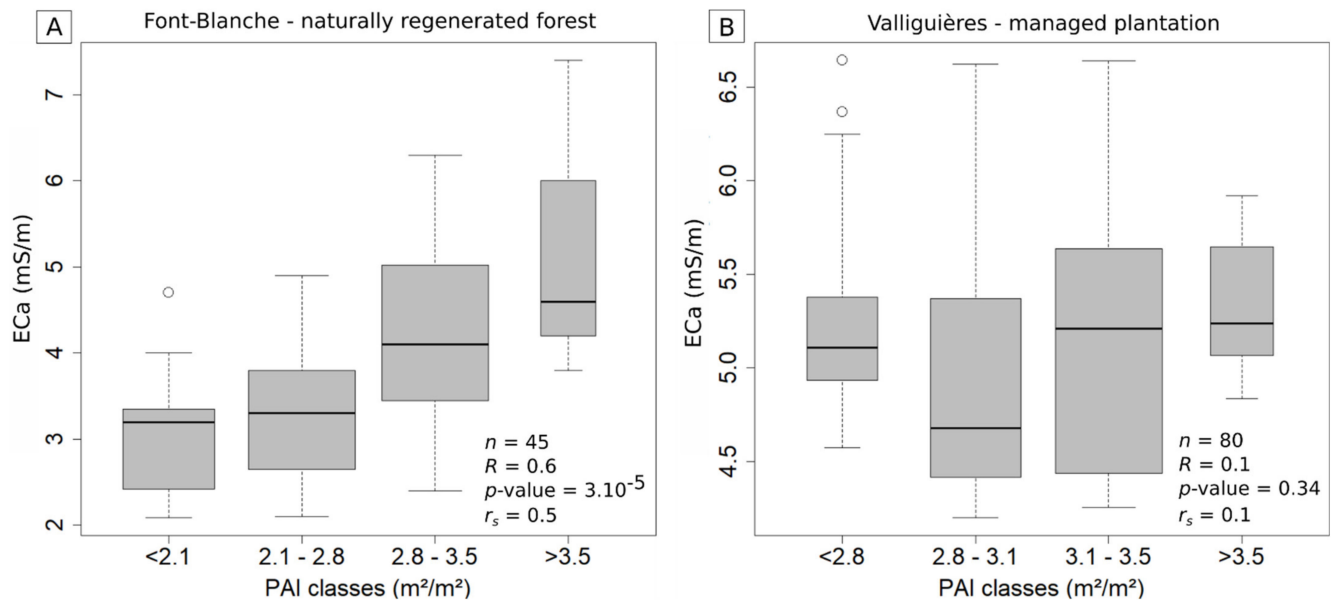 A
Font-Blanche - naturally regenerated forest
ECa (mS/m)
7
6
5
4
3
2
n = 45
R = 0.6
p-value = 3.10⁻⁵
rₛ = 0.5
<2.1
2.1 - 2.8
2.8 - 3.5
>3.5
PAI classes (m²/m²)
B
Valliguières - managed plantation
ECa (mS/m)
6.5
6.0
5.5
5.0
4.5
n = 80
R = 0.1
p-value = 0.34
rₛ = 0.1
<2.8
2.8 - 3.1
3.1 - 3.5
>3.5
PAI classes (m²/m²)